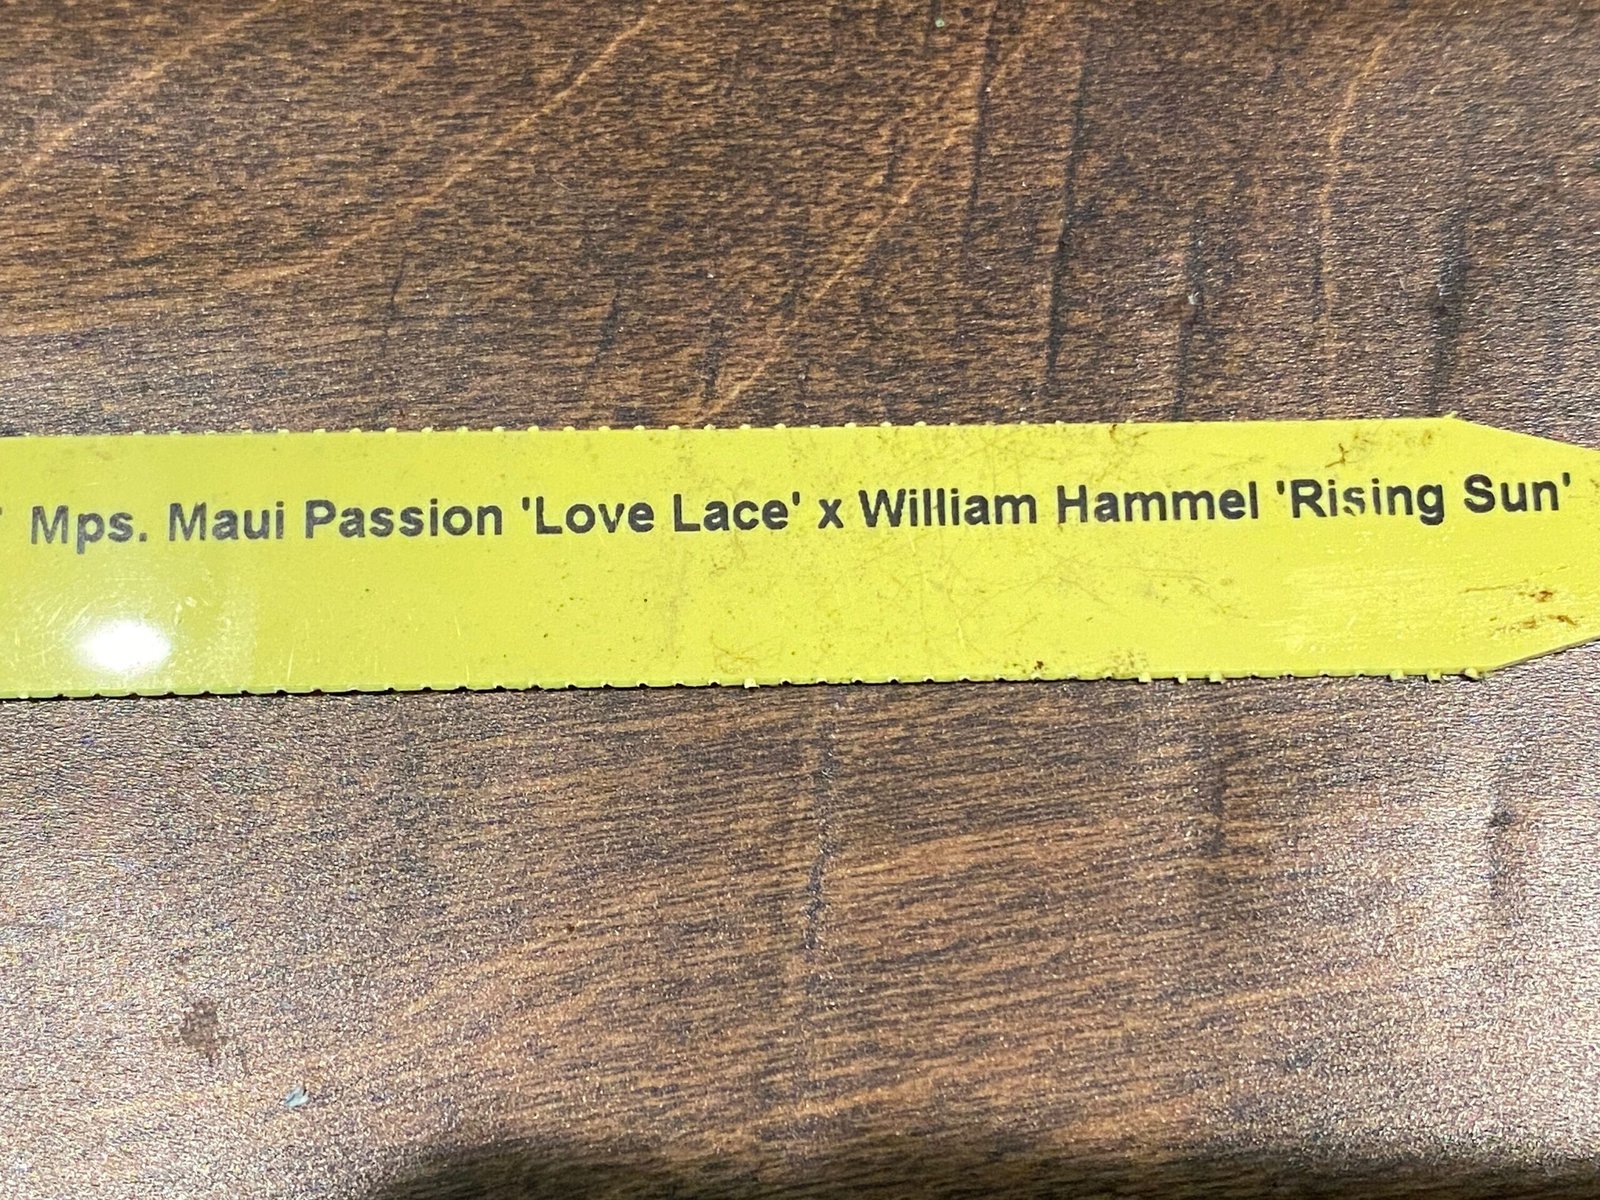 ' Mps. Maui Passion 'Love Lace' x William Hammel 'Rising Sun'